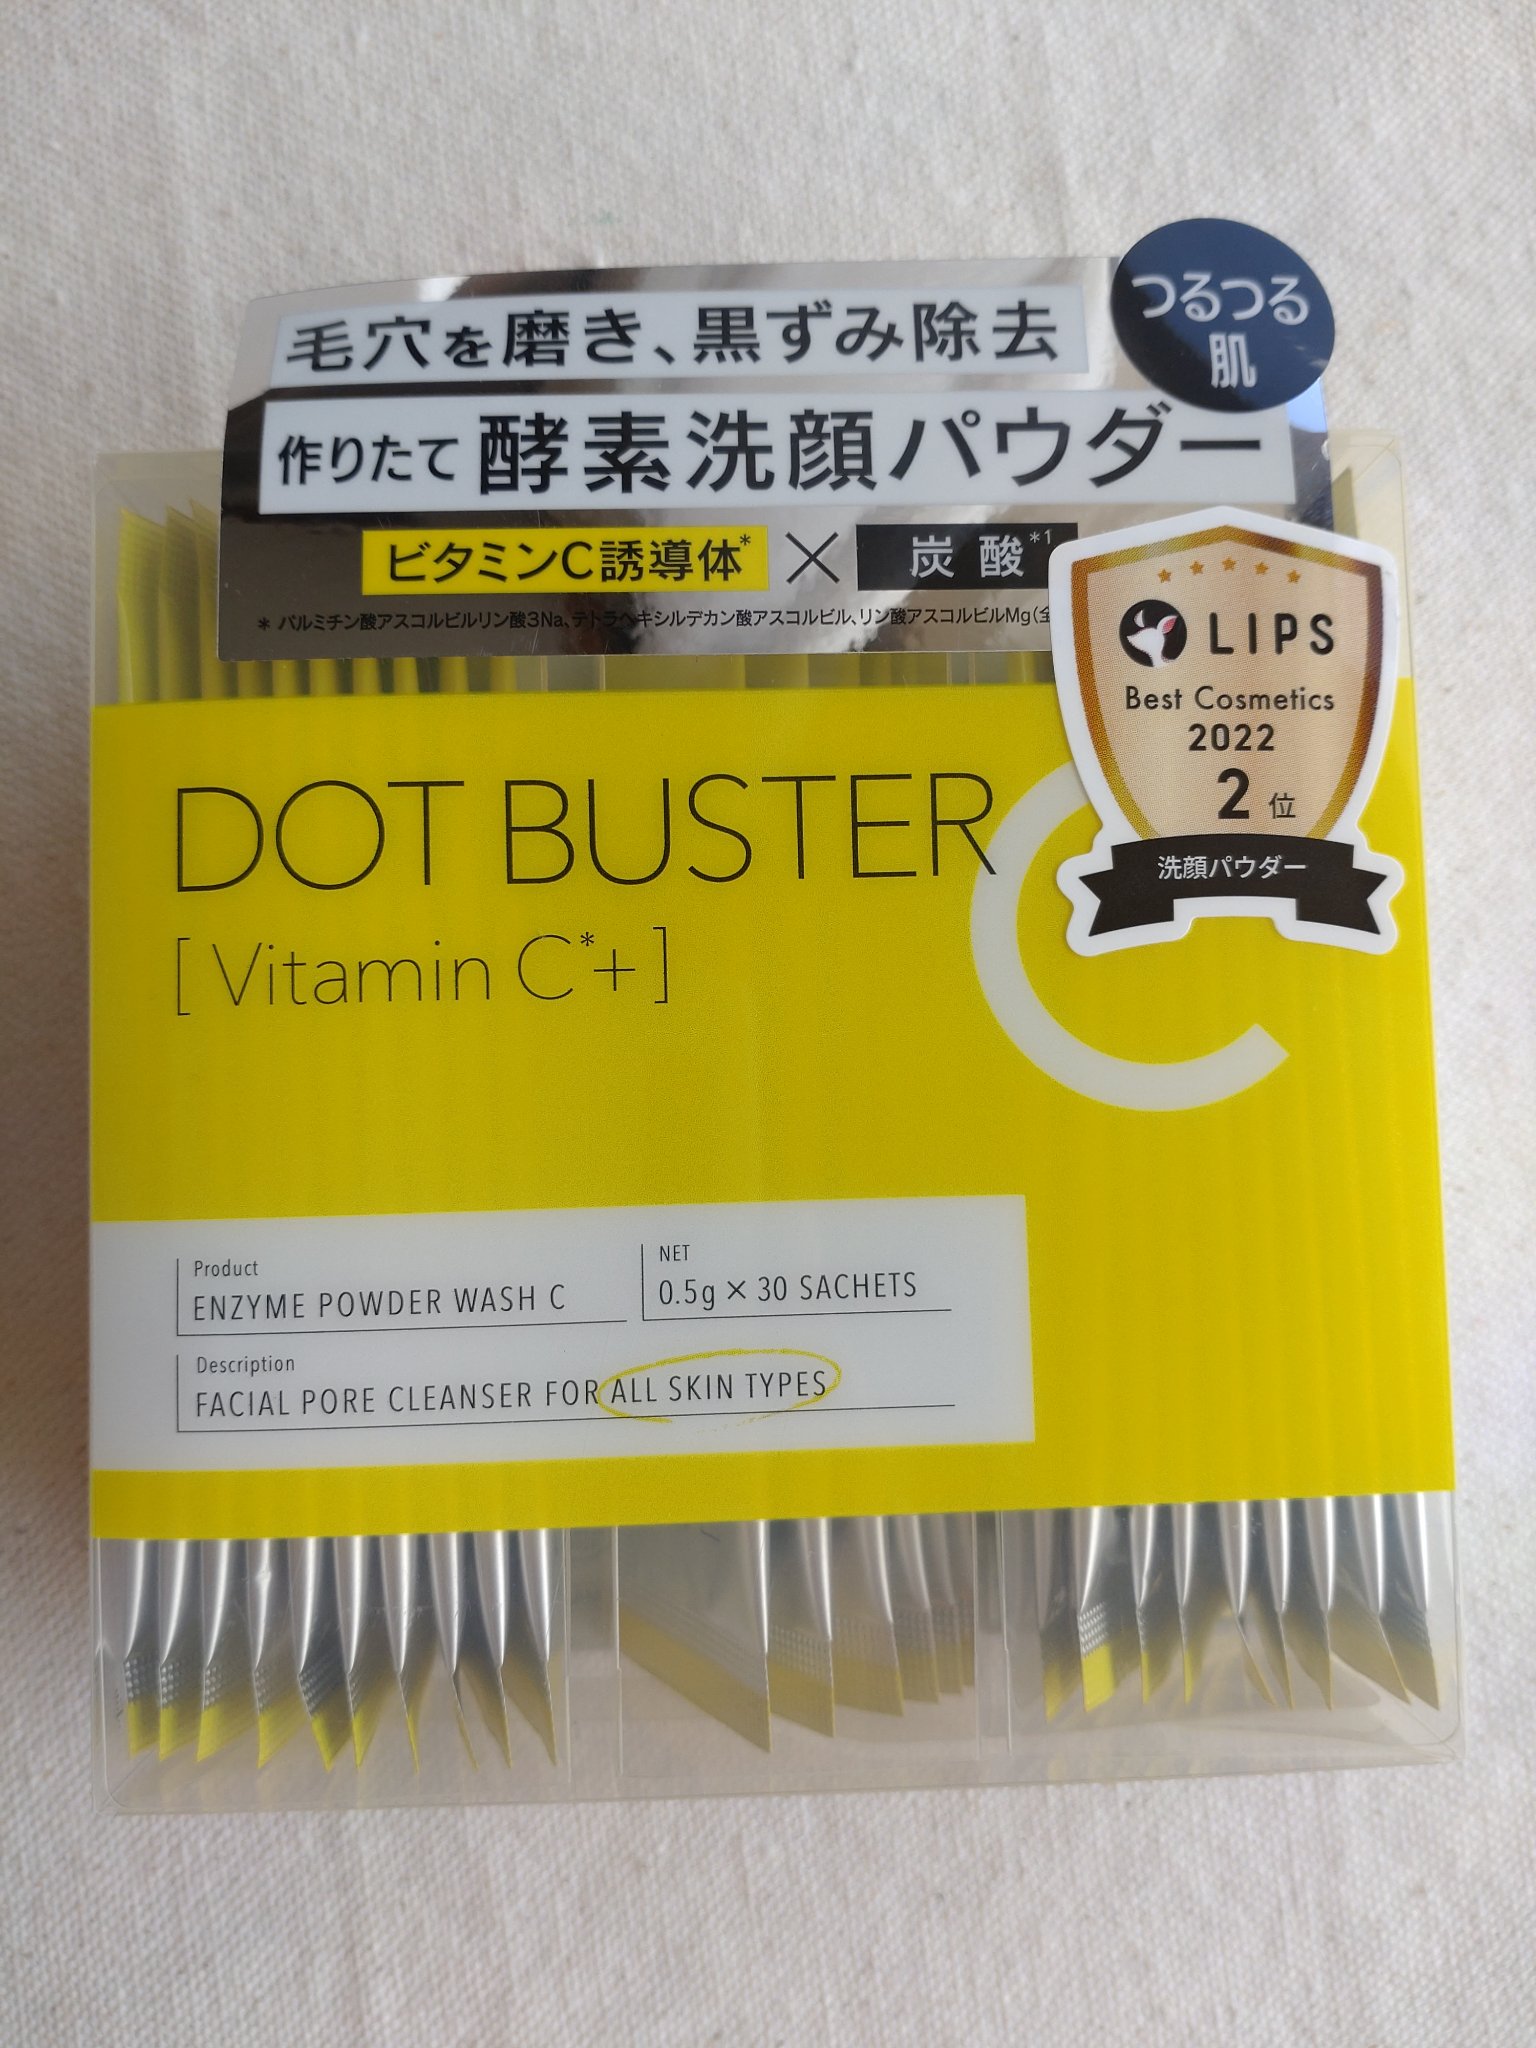 つるつる
肌
毛穴を磨き、黒ずみ除去
作りたて 酵素洗顔パウダー
ビタミンC誘導体* × 炭酸*1
* パルミチン酸アスコルビルリン酸3Na、テトラヘキシルデカン酸アスコルビル、リン酸アスコルビルMg(全
LIPS
Best Cosmetics
2022
2位
洗顔パウダー
DOT BUSTER
[ Vitamin C*+ ]
Product
ENZYME POWDER WASH C
NET
0.5g × 30 SACHETS
Description
FACIAL PORE CLEANSER FOR ALL SKIN TYPES